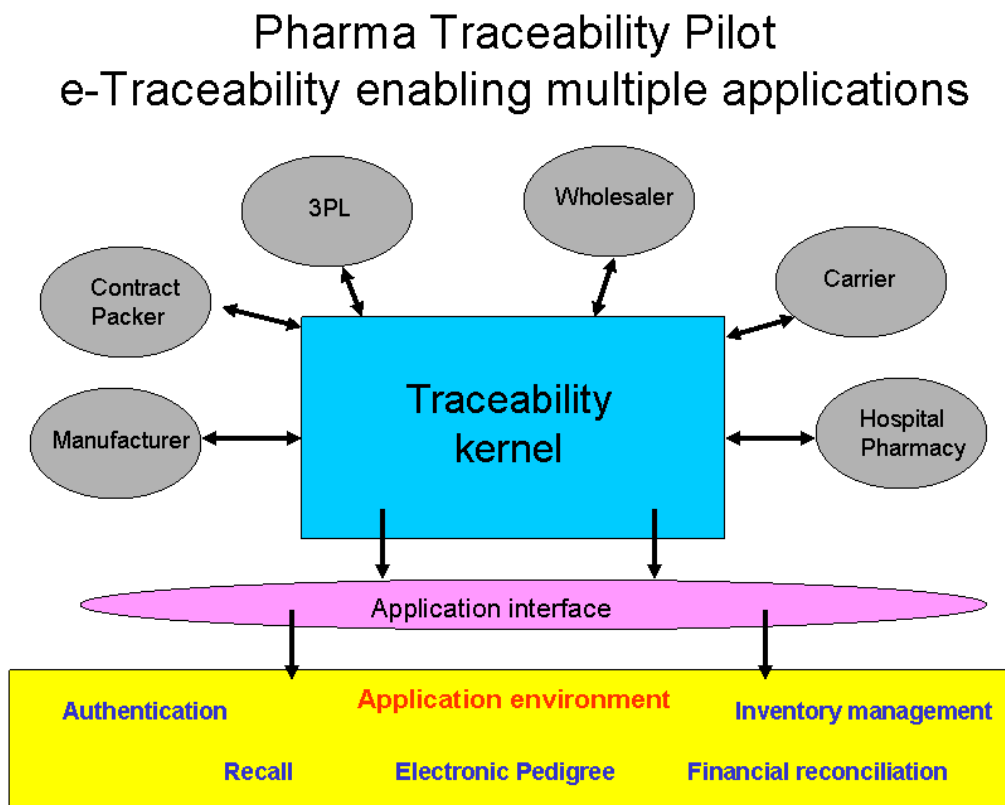 Pharma Traceability Pilot
e-Traceability enabling multiple applications
3PL
Wholesaler
Contract
Packer
Carrier
Traceability
kernel
Manufacturer
Hospital
Pharmacy
Application interface
Application environment
Authentication
Inventory management
Recall
Electronic Pedigree
Financial reconciliation